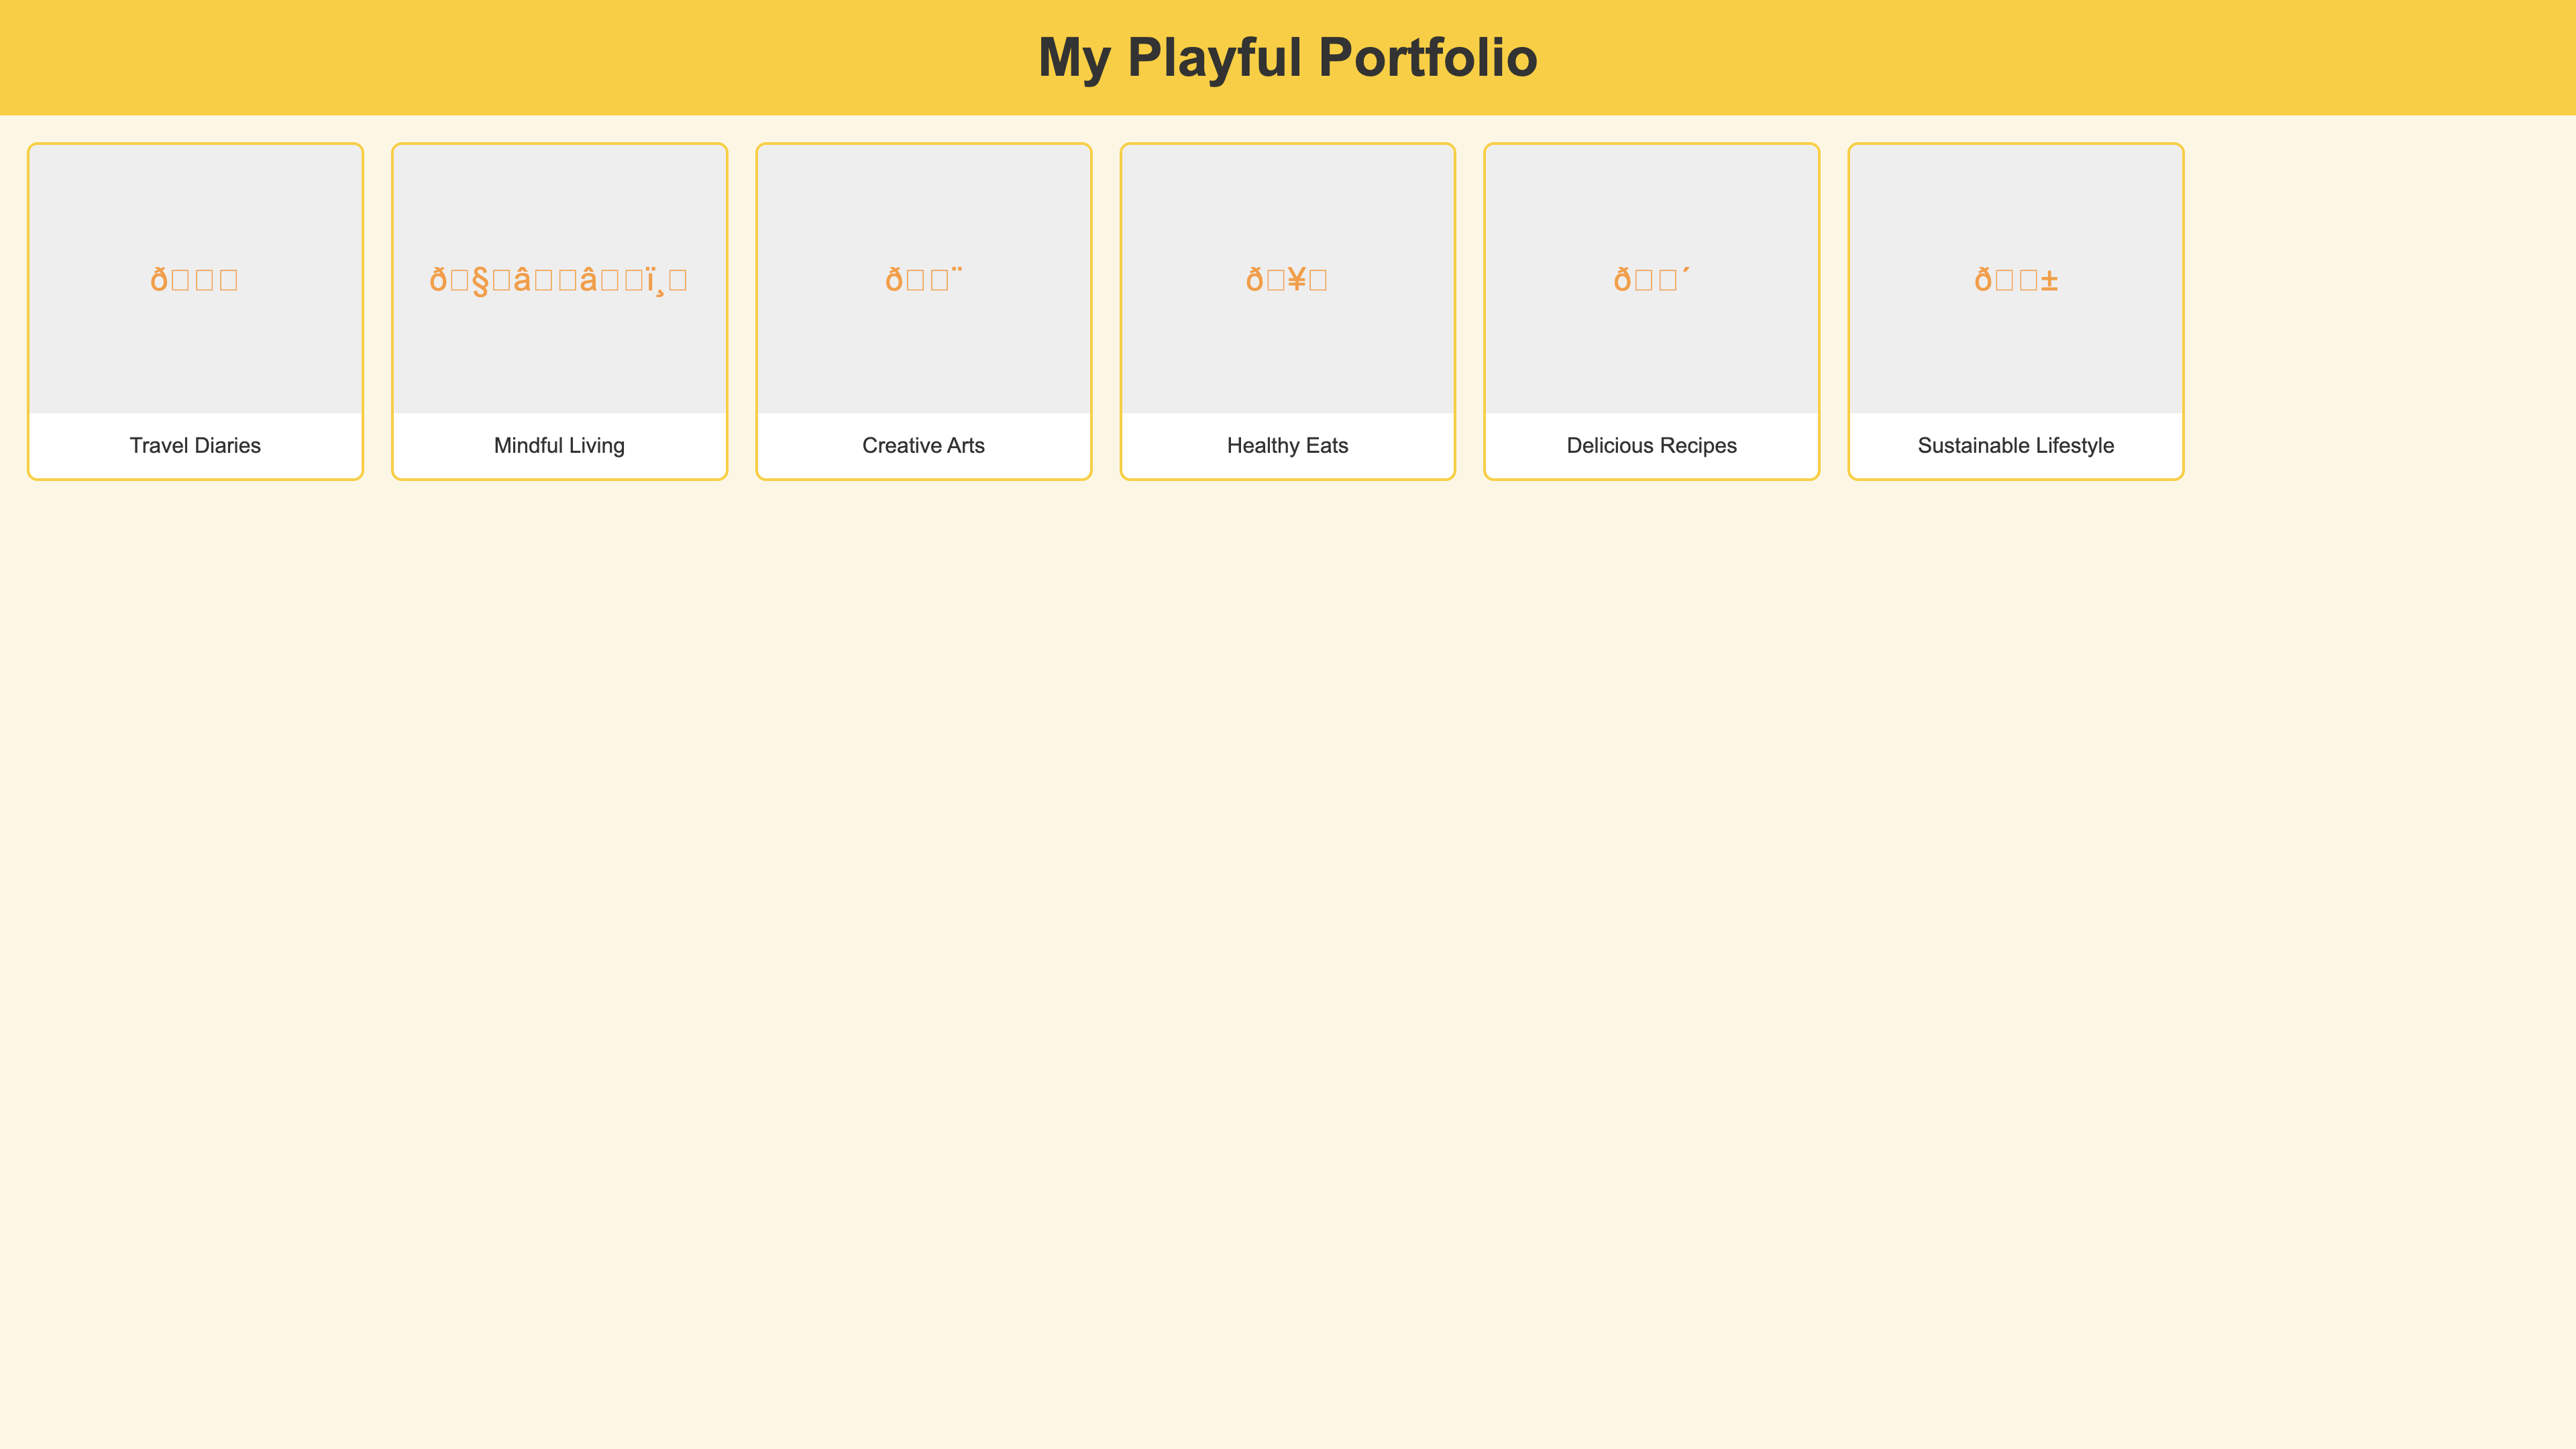 My Playful Portfolio
ð□□□
ð□§□â□□â□□ï¸□
ð□□¨
ð□¥□
ð□□´
ð□□±
Travel Diaries
Mindful Living
Creative Arts
Healthy Eats
Delicious Recipes
Sustainable Lifestyle